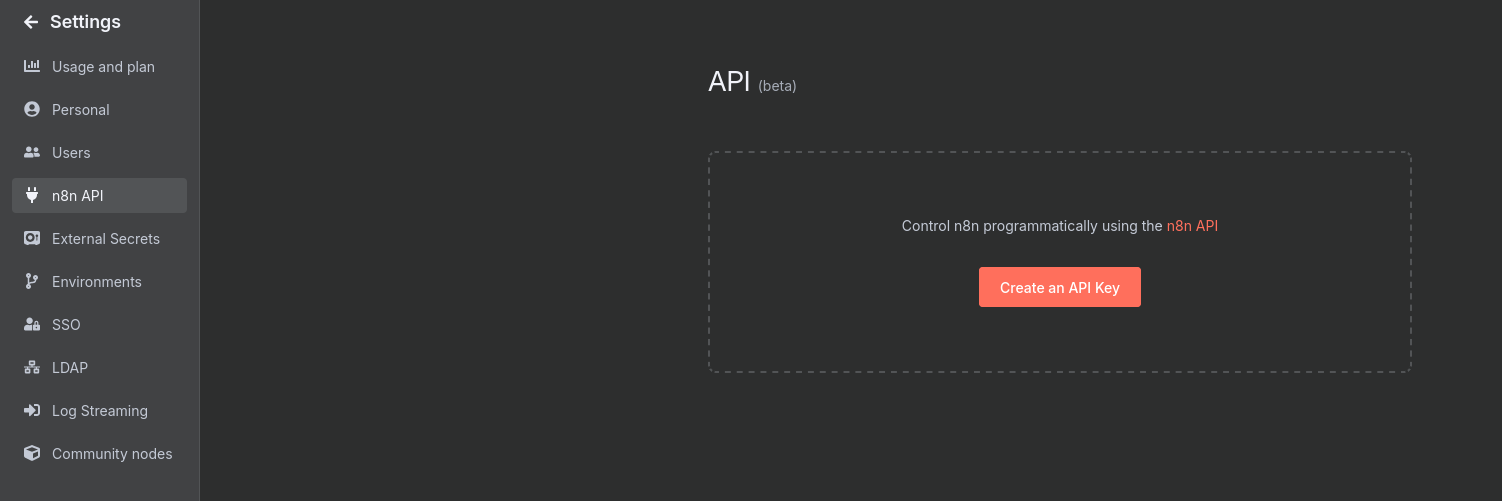 Settings
Usage and plan
Personal
Users
n8n API
External Secrets
Environments
SSO
LDAP
Log Streaming
Community nodes
API (beta)
Control n8n programmatically using the n8n API
Create an API Key